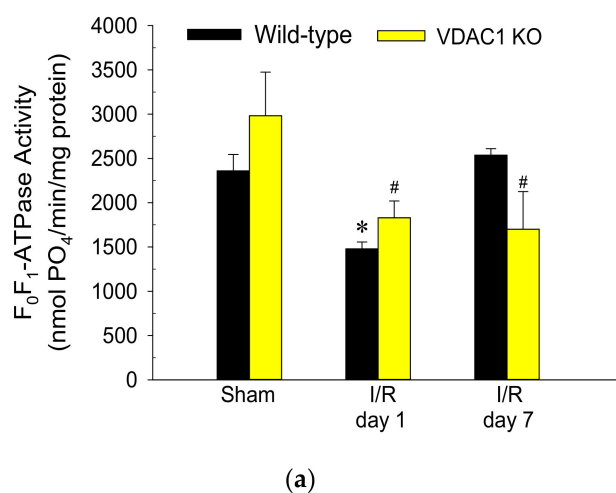 Wild-type
VDAC1 KO
F0F1-ATPase Activity
(nmol PO4/min/mg protein)
4000
3500
3000
2500
2000
1500
1000
500
0
*
#
#
Sham
I/R
day 1
I/R
day 7
(a)